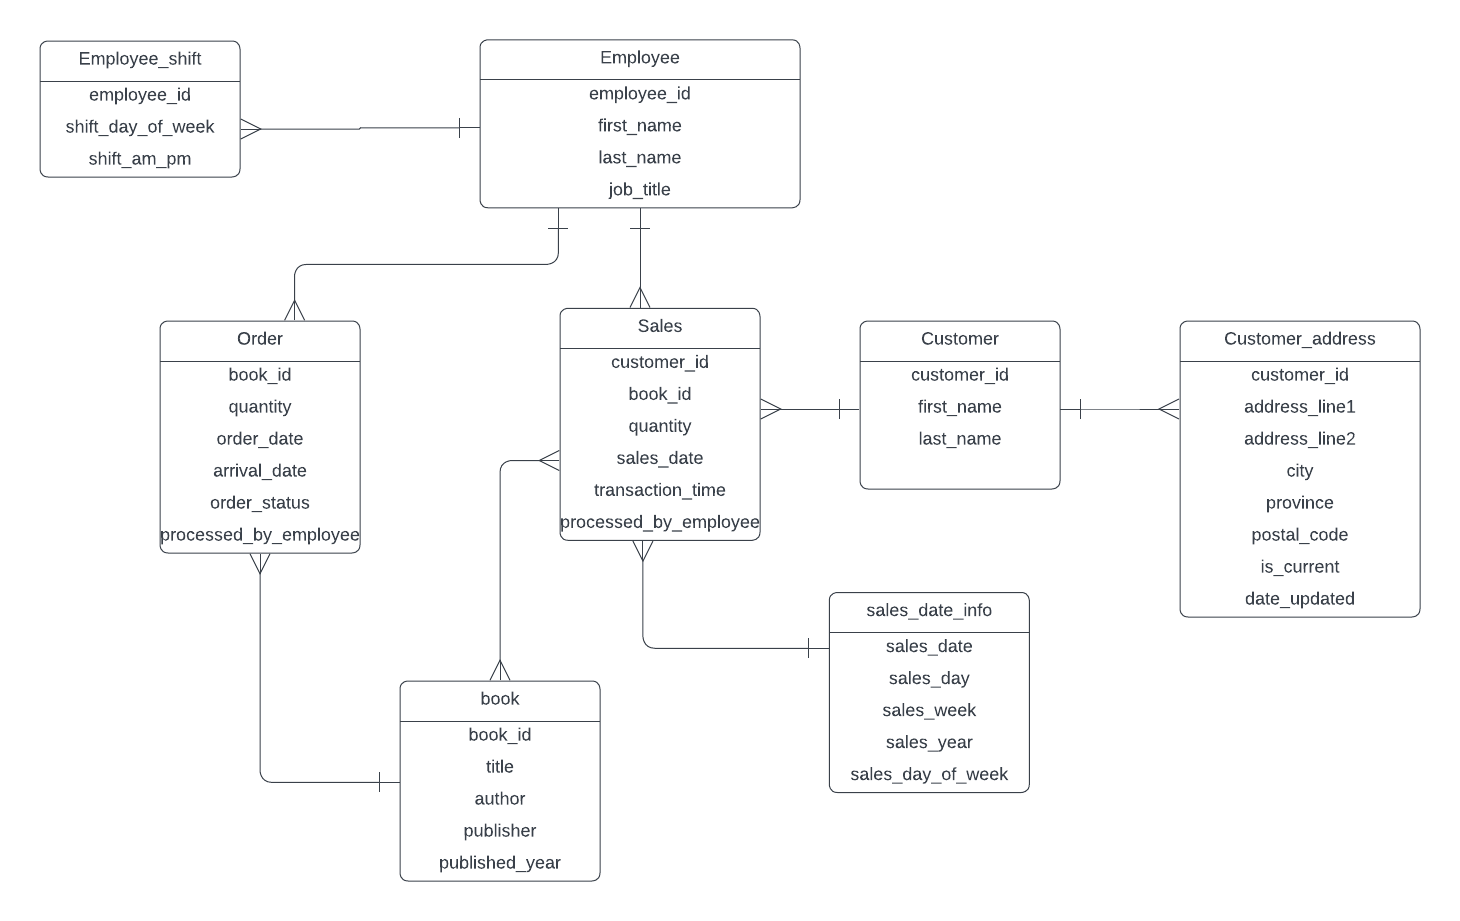 Employee_shift
employee_id
shift_day_of_week
shift_am_pm
Employee
employee_id
first_name
last_name
job_title
Order
book_id
quantity
order_date
arrival_date
order_status
processed_by_employee
Sales
customer_id
book_id
quantity
sales_date
transaction_time
processed_by_employee
Customer
customer_id
first_name
last_name
Customer_address
customer_id
address_line1
address_line2
city
province
postal_code
is_current
date_updated
book
book_id
title
author
publisher
published_year
sales_date_info
sales_date
sales_day
sales_week
sales_year
sales_day_of_week